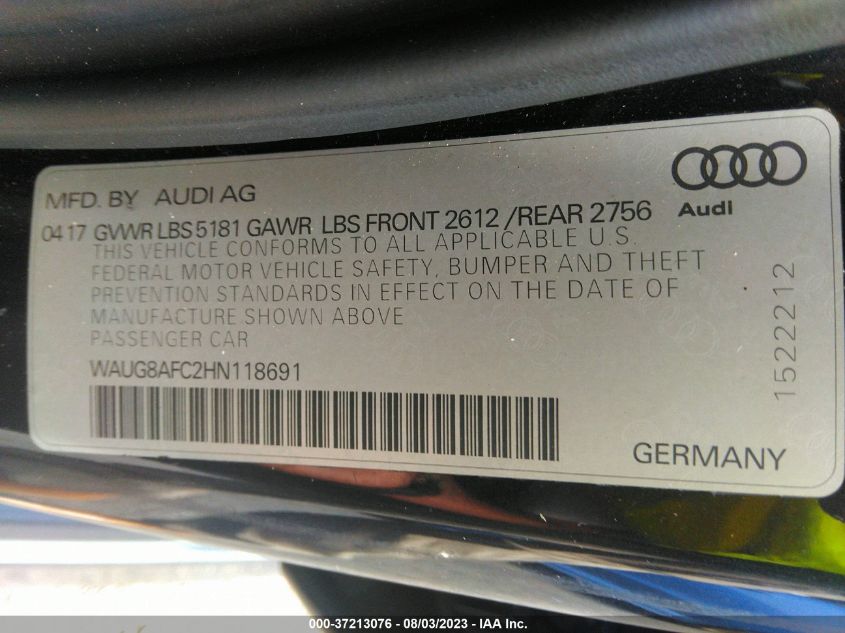 MFD. BY AUDI AG
Audi
04 17 GVWR LBS 5181 GAWR LBS FRONT 2612 /REAR 2756
THIS VEHICLE CONFORMS TO ALL APPLICABLE U.S.
FEDERAL MOTOR VEHICLE SAFETY, BUMPER AND THEFT
PREVENTION STANDARDS IN EFFECT ON THE DATE OF
MANUFACTURE SHOWN ABOVE
PASSENGER CAR
WAUG8AFC2HN118691
1522212
GERMANY
000-37213076 - 08/03/2023 - IAA Inc.